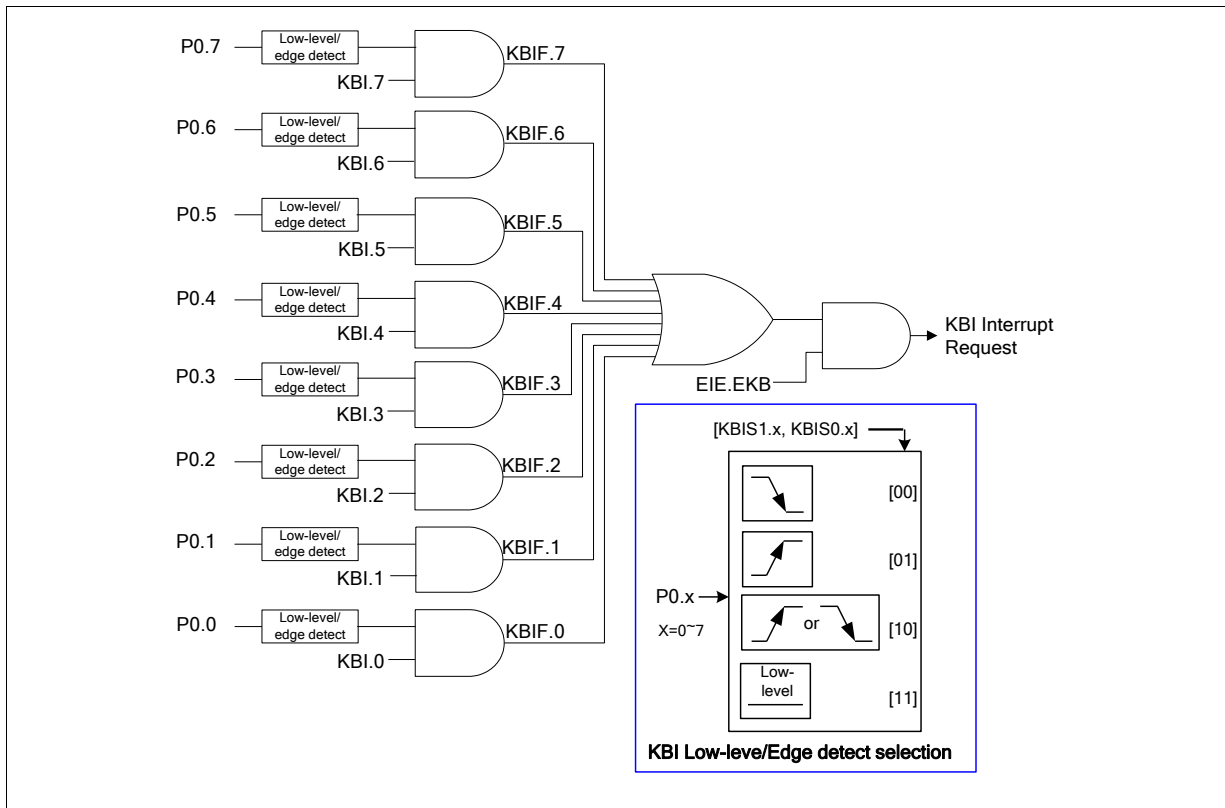 P0.7
Low-level/
edge detect
KBI.7
KBIF.7
P0.6
Low-level/
edge detect
KBI.6
KBIF.6
P0.5
Low-level/
edge detect
KBI.5
KBIF.5
P0.4
Low-level/
edge detect
KBI.4
KBIF.4
P0.3
Low-level/
edge detect
KBI.3
KBIF.3
P0.2
Low-level/
edge detect
KBI.2
KBIF.2
P0.1
Low-level/
edge detect
KBI.1
KBIF.1
P0.0
Low-level/
edge detect
KBI.0
KBIF.0
EIE.EKB
KBI Interrupt
Request
[KBIS1.x, KBIS0.x]
[00]
[01]
P0.x
X=0~7
or
[10]
Low-
level
[11]
KBI Low-leve/Edge detect selection